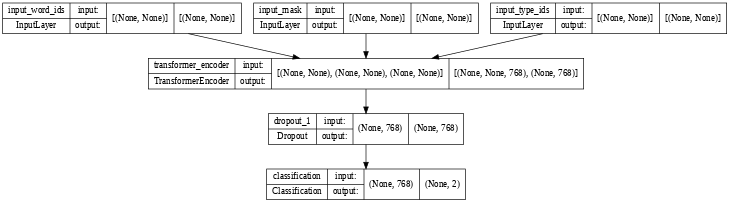 input_word_ids input: [(None, None)] [(None, None)]
InputLayer output:
input_mask input: [(None, None)] [(None, None)]
InputLayer output:
input_type_ids input: [(None, None)] [(None, None)]
InputLayer output:
transformer_encoder input: [(None, None), (None, None), (None, None)] [(None, None, 768), (None, 768)]
TransformerEncoder output:
dropout_1 input: (None, 768) (None, 768)
Dropout output:
classification input: (None, 768) (None, 2)
Classification output: